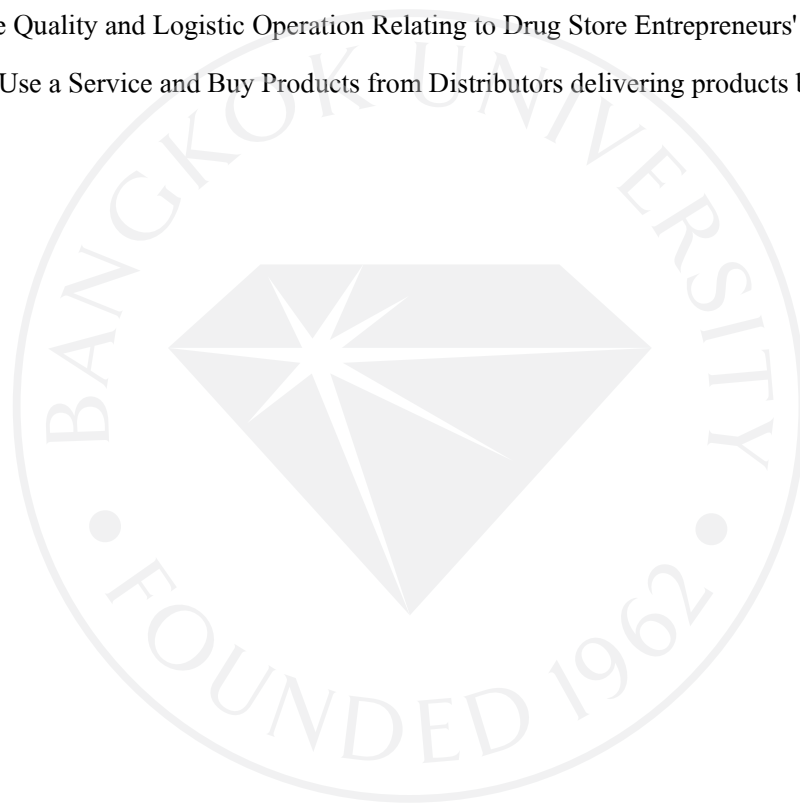 e Quality and Logistic Operation Relating to Drug Store Entrepreneurs'
Use a Service and Buy Products from Distributors delivering products b
BANGKOK UNIVERSITY
• FOUNDED 1962 •